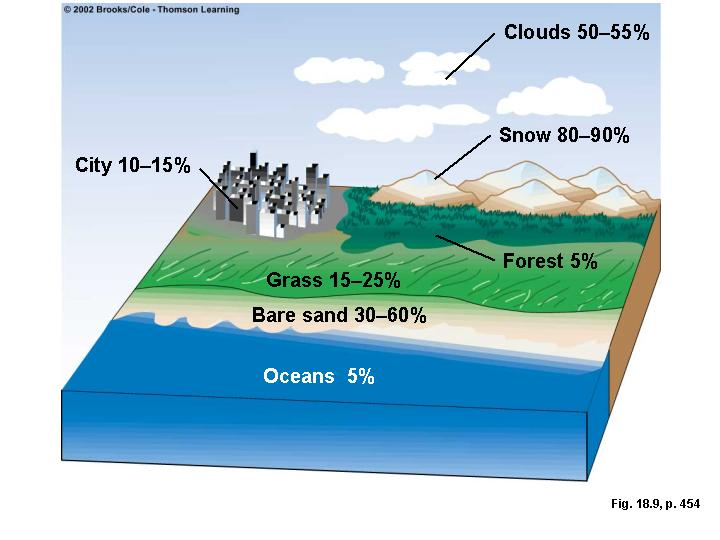 © 2002 Brooks/Cole - Thomson Learning
Clouds 50–55%
Snow 80–90%
City 10–15%
Forest 5%
Grass 15–25%
Bare sand 30–60%
Oceans 5%
Fig. 18.9, p. 454